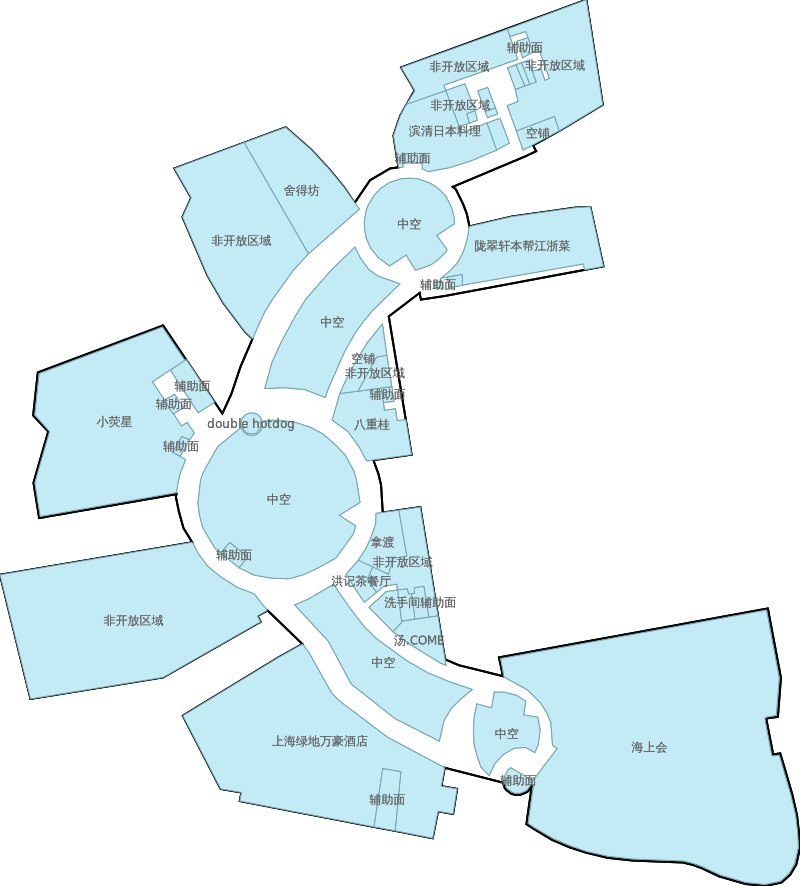 辅助面
非开放区域
非开放区域
非开放区域
滨清日本料理
空铺
辅助面
舍得坊
中空
非开放区域
陇翠轩本帮江浙菜
辅助面
中空
空铺
非开放区域
辅助面
辅助面
辅助面
小荧星
double hotdog
八重桂
辅助面
中空
拿渡
辅助面
非开放区域
洪记茶餐厅
洗手间辅助面
非开放区域
汤.COME
中空
中空
上海绿地万豪酒店
海上会
辅助面
辅助面